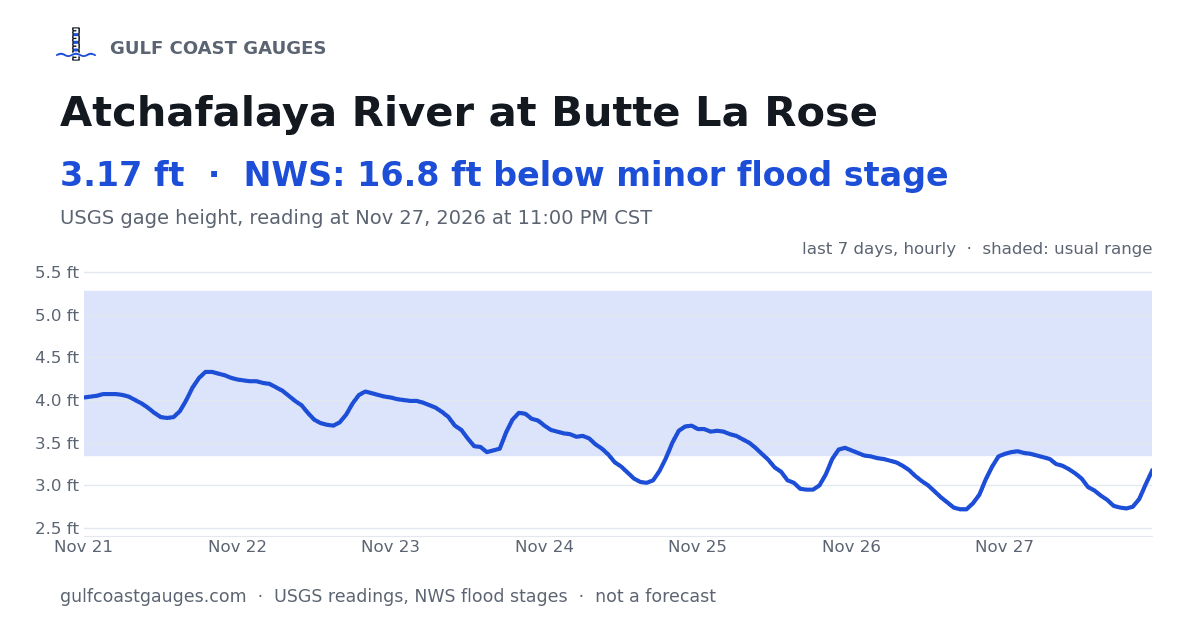 GULF COAST GAUGES
Atchafalaya River at Butte La Rose
3.17 ft · NWS: 16.8 ft below minor flood stage
USGS gage height, reading at Nov 27, 2026 at 11:00 PM CST
last 7 days, hourly · shaded: usual range
5.5 ft
5.0 ft
4.5 ft
4.0 ft
3.5 ft
3.0 ft
2.5 ft
Nov 21 Nov 22 Nov 23 Nov 24 Nov 25 Nov 26 Nov 27
gulfcoastgauges.com · USGS readings, NWS flood stages · not a forecast